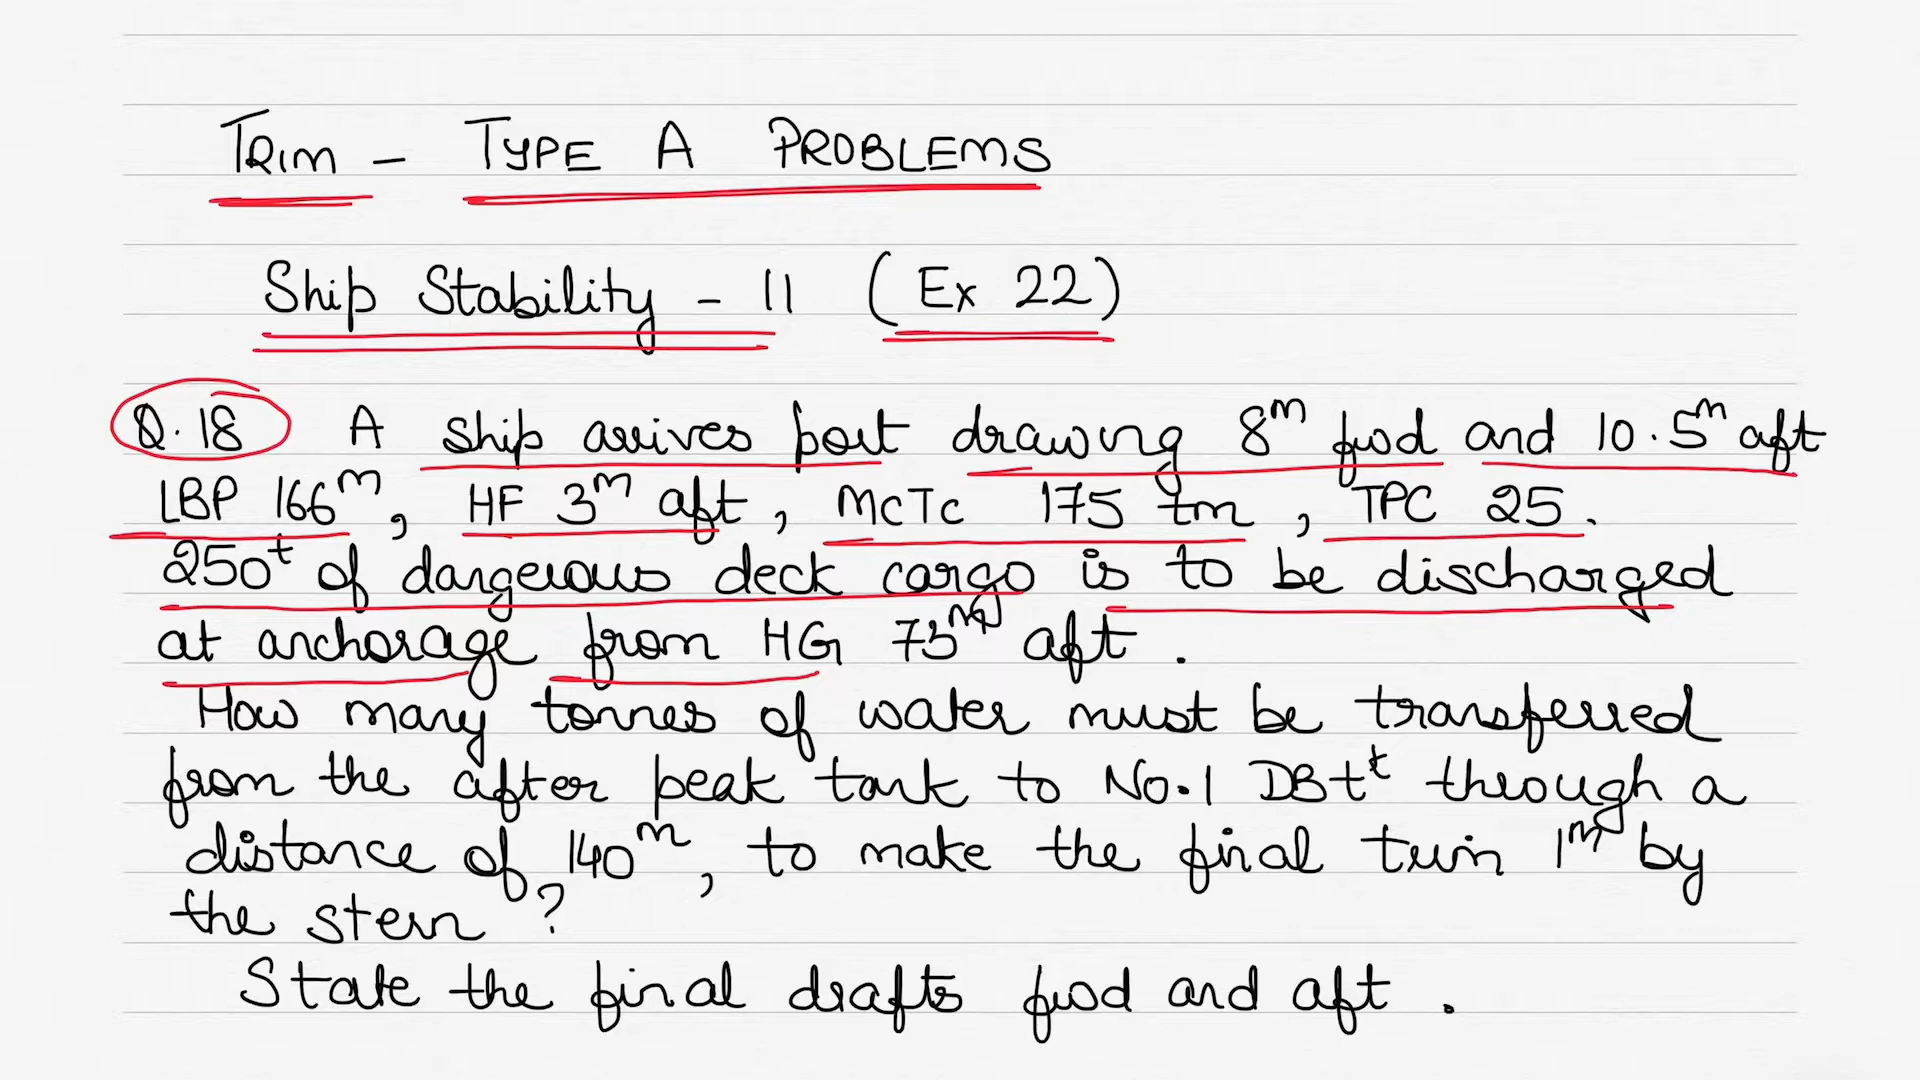 TRIM - TYPE A PROBLEMS
Ship Stability - II (Ex 22)
Q.18 A ship arrives port drawing 8m fwd and 10.5m aft
LBP 166m, HF 3m aft, MCTC 175 tm, TPC 25.
250t of dangerous deck cargo is to be discharged
at anchorage from HG 73m aft.
How many tonnes of water must be transferred
from the after peak tank to No.1 DBtt through a
distance of 140m, to make the final trim 1m by
the stern?
State the final drafts fwd and aft.